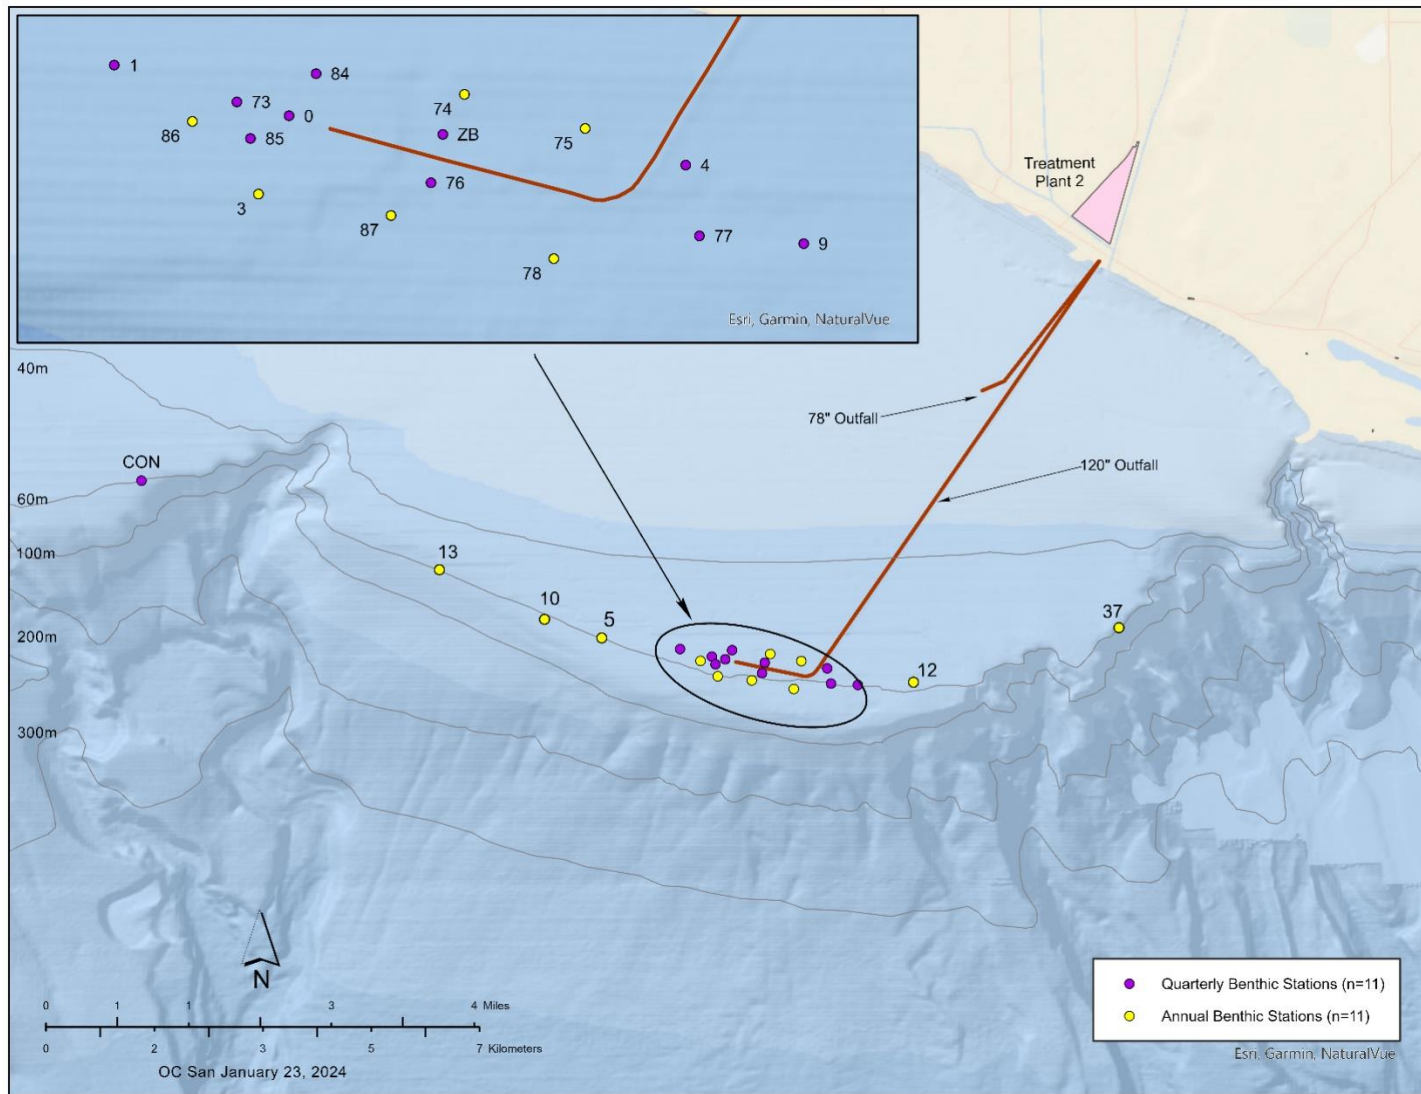 1
84
73
0
74
86
85
ZB
75
4
76
3
87
77
9
78
Esri, Garmin, NaturalVue
Treatment
Plant 2
40m
78" Outfall
CON
120" Outfall
60m
100m
13
10
5
37
200m
12
300m
N
0 1 1 3 4 Miles
0 2 3 5 7 Kilometers
OC San January 23, 2024
Quarterly Benthic Stations (n=11)
Annual Benthic Stations (n=11)
Esri, Garmin, NaturalVue